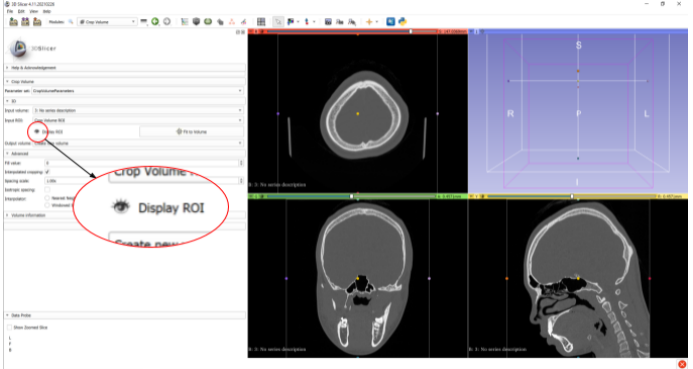 3D Slicer 4.11.20210226
File Edit View Help
Modules: Crop Volume
3DSlicer
Help & Acknowledgement
Crop Volume
Parameter set: CropVolumeParameters
IO
Input volume: 3: No series description
Input ROI: Crop Volume ROI
Display ROI Fit to Volume
Output volume: Create new volume
Advanced
Fill value: 0
Interpolated cropping:
Spacing scale: 1.00x
Isotropic spacing:
Interpolation:
Volume Information
Crop Volume
Display ROI
Create new
Data Probe
Show Zoomed Slice
L
F
B
B: 3: No series description
S
R P L
I
B: 3: No series description
B: 3: No series description